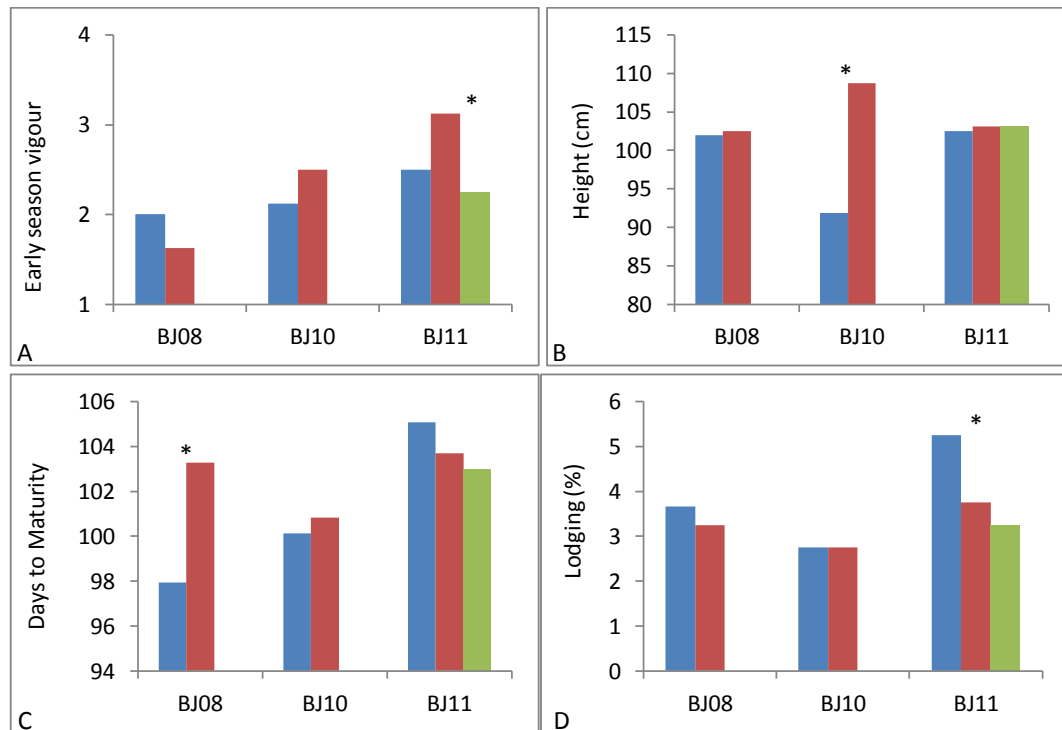 Early season vigour
4
3
2
1
*
BJ08 BJ10 BJ11
A
Height (cm)
115
110
105
100
95
90
85
80
*
BJ08 BJ10 BJ11
B
Days to Maturity
106
104
102
100
98
96
94
*
BJ08 BJ10 BJ11
C
Lodging (%)
6
5
4
3
2
1
0
*
BJ08 BJ10 BJ11
D